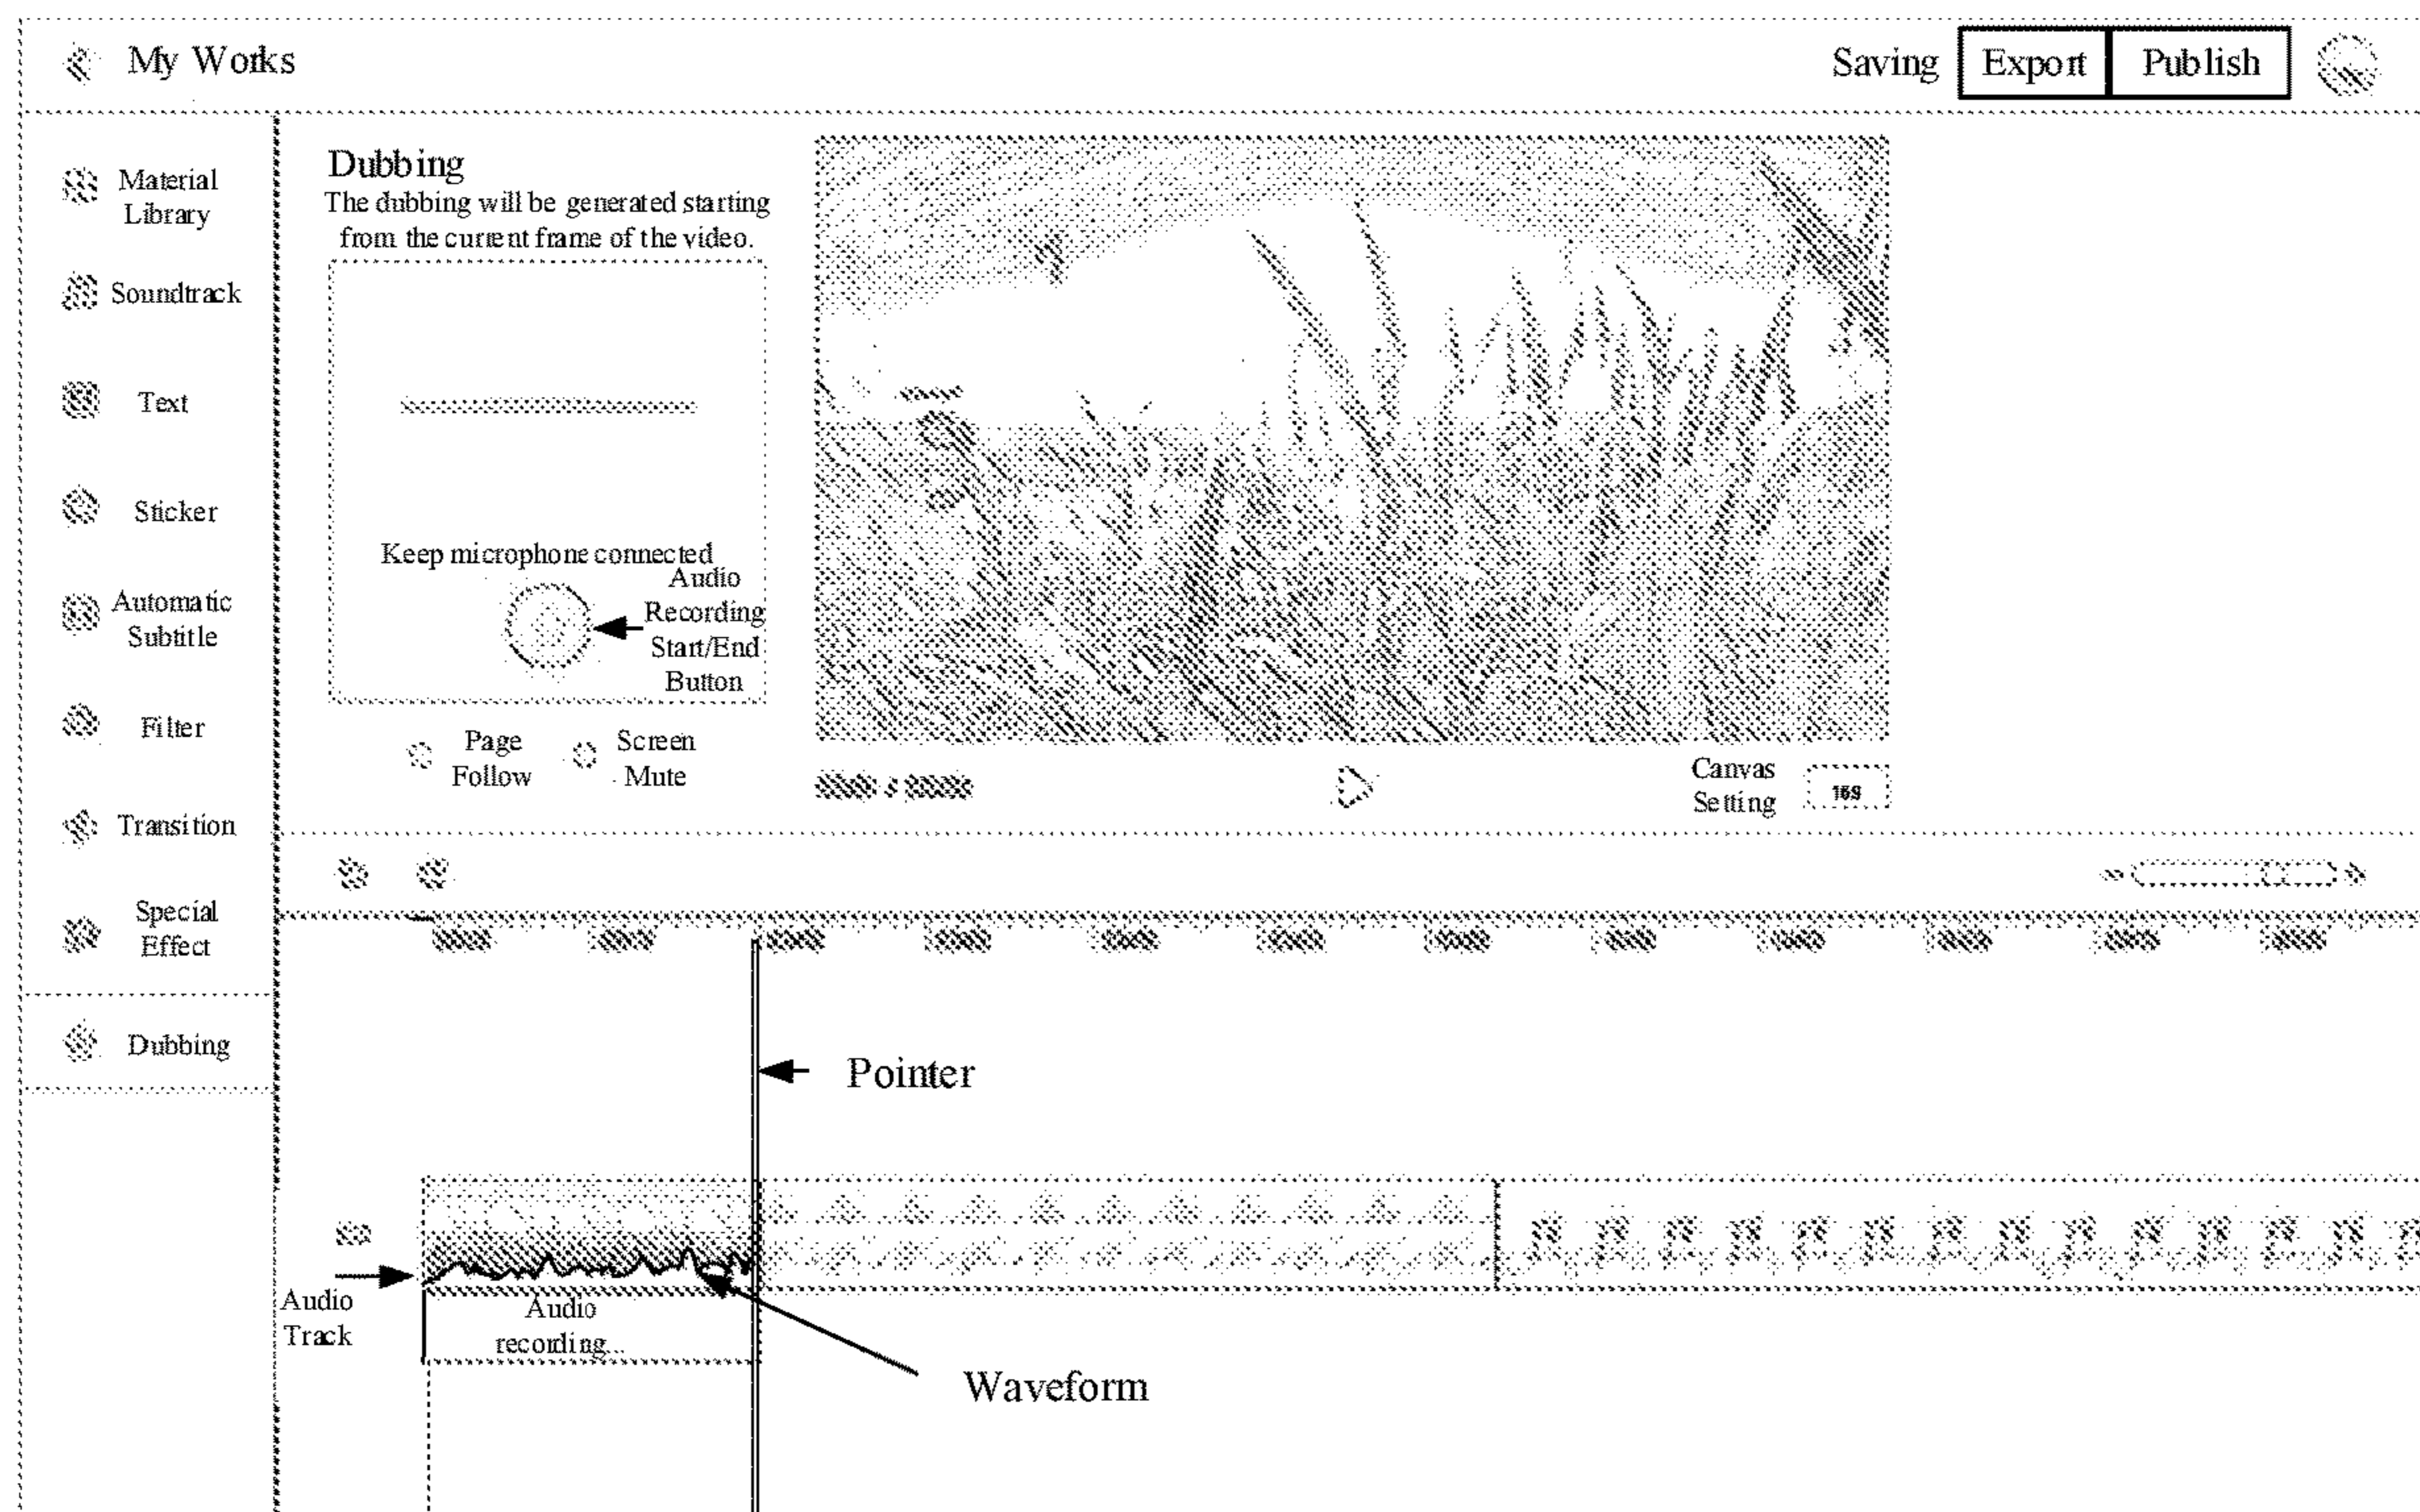 My Works
Saving
Export
Publish
Material
Library
Soundtrack
Text
Sticker
Automatic
Subtitle
Filter
Transition
Special
Effect
Dubbing
Dubbing
The dubbing will be generated starting
from the current frame of the video.
Keep microphone connected
Audio
Recording
Start/End
Button
Page
Follow
Screen
Mute
Canvas
Setting
Pointer
Audio
Track
Audio
recording...
Waveform